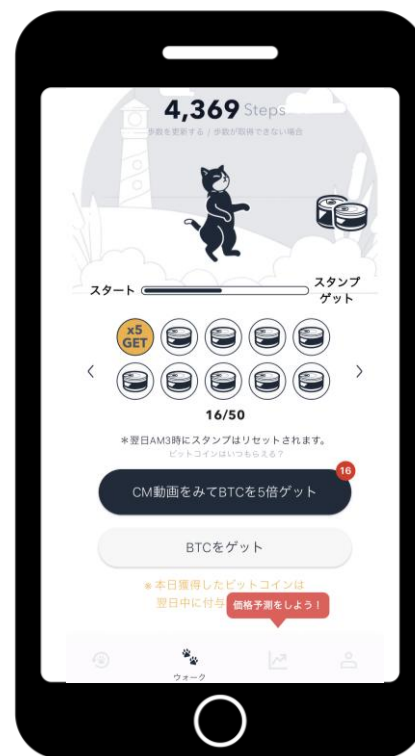 4,369 Steps
歩数を更新する / 歩数が取得できない場合
スタート
スタンプ
ゲット
x5
GET
16/50
*翌日AM3時にスタンプはリセットされます。
ビットコインはいつもらえる?
16
CM動画をみてBTCを5倍ゲット
BTCをゲット
*本日獲得したビットコインは
翌日中に付与
価格予測をしよう!
ウォーク